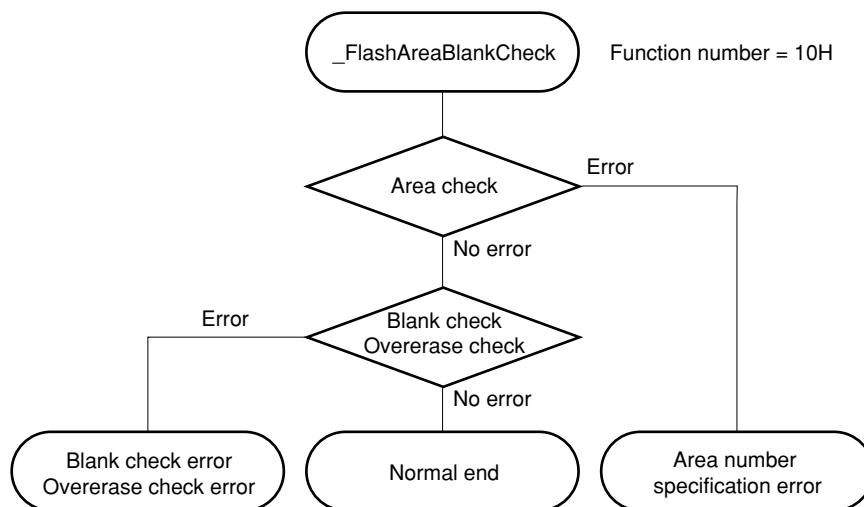 _FlashAreaBlankCheck
Function number = 10H
Area check
Error
No error
Error
Blank check
Overerase check
No error
Blank check error
Overerase check error
Normal end
Area number
specification error